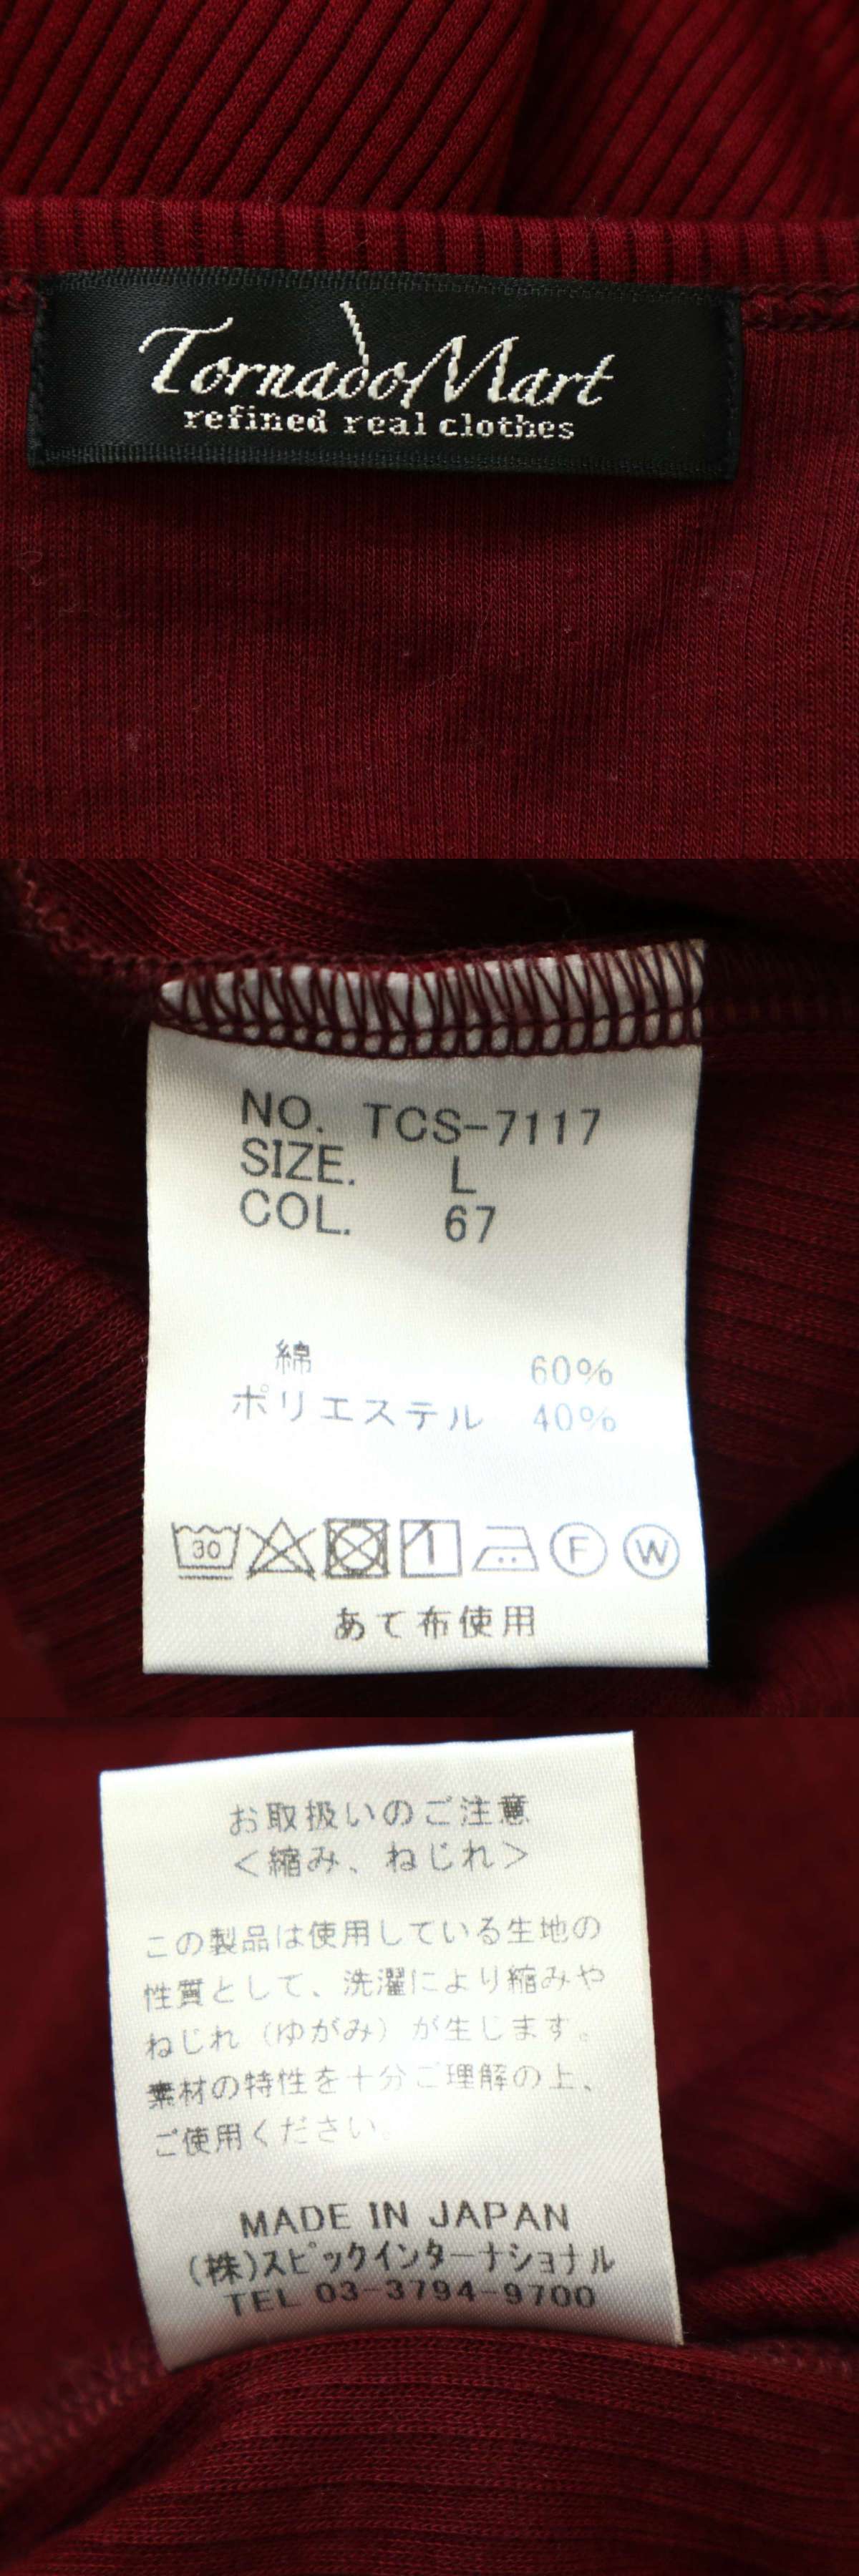 TornadoMart
refined real clothes
NO. TCS-7117
SIZE. L
COL. 67
綿 60%
ポリエステル 40%
30
F W
あて布使用
お取扱いのご注意
＜縮み、ねじれ＞
この製品は使用している生地の
性質として、洗濯により縮みや
ねじれ（ゆがみ）が生じます。
素材の特性を十分ご理解の上、
ご使用ください。
MADE IN JAPAN
(株)スピックインターナショナル
TEL 03-3794-9700